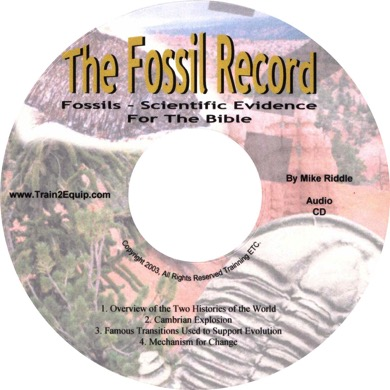 The Fossil Record
Fossils - Scientific Evidence
For The Bible
By Mike Riddle
www.Train2Equip.com
Audio
CD
Copyright 2003, All Rights Reserved Trainning ETC.
1. Overview of the Two Histories of the World
2. Cambrian Explosion
3. Famous Transitions Used to Support Evolution
4. Mechanism for Change